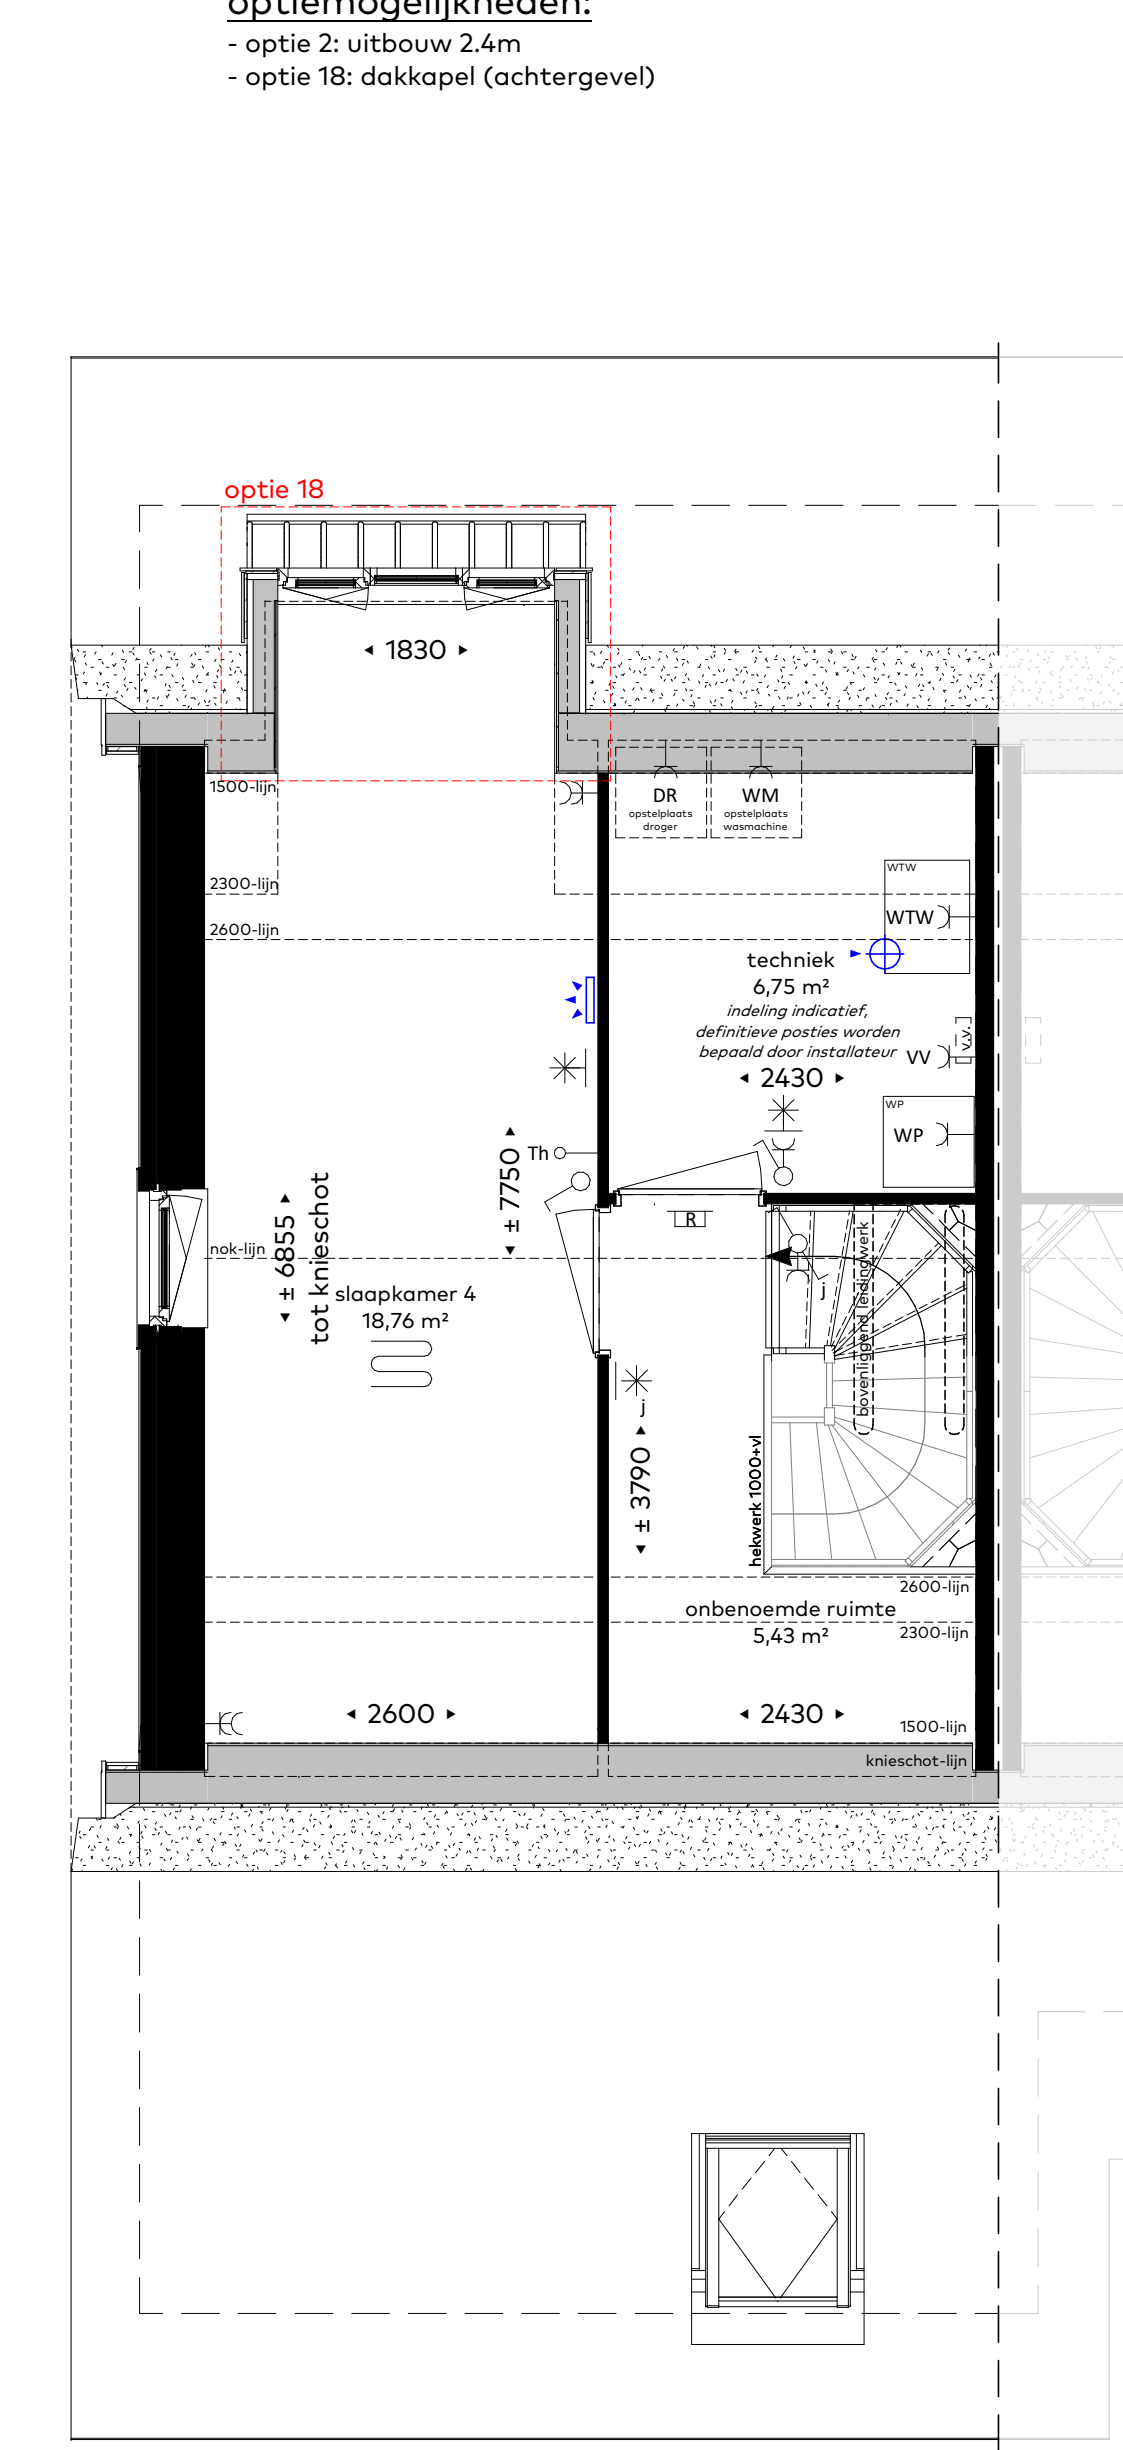 optiemogelijkheden:
- optie 2: uitbouw 2.4m
- optie 18: dakkapel (achtergevel)
optie 18
1830
1500-lijn
DR
opstelplaats
droger
WM
opstelplaats
wasmachine
2300-lijn
WTW
WTW
2600-lijn
techniek
6,75 m²
indeling indicatief,
definitieve posties worden
bepaald door installateur
v.v.
VV
2430
WP
WP
Th
± 7750
R
± 6855
tot knieschot
nok-lijn
slaapkamer 4
18,76 m²
j
bovenliggend leidingwerk
j
± 3790
hekwerk 1000+vl
2600-lijn
onbenoemde ruimte
5,43 m²
2300-lijn
2600
2430
1500-lijn
knieschot-lijn